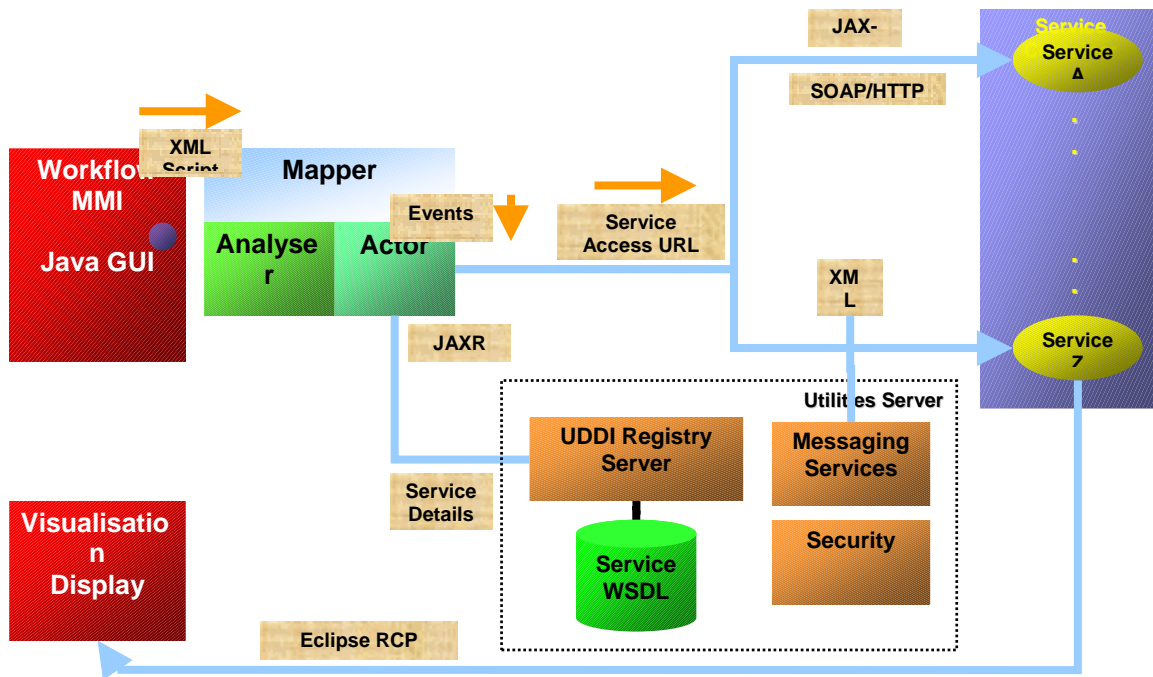 JAX-
Service
Service
A
SOAP/HTTP
XML
Script
Workflow
MMI
Java GUI
Mapper
Events
Analyse
r
Actor
Service
Access URL
XM
L
JAXR
Service
Utilities Server
UDDI Registry
Server
Messaging
Services
Service
Details
Service
WSDL
Security
Visualisatio
n
Display
Eclipse RCP